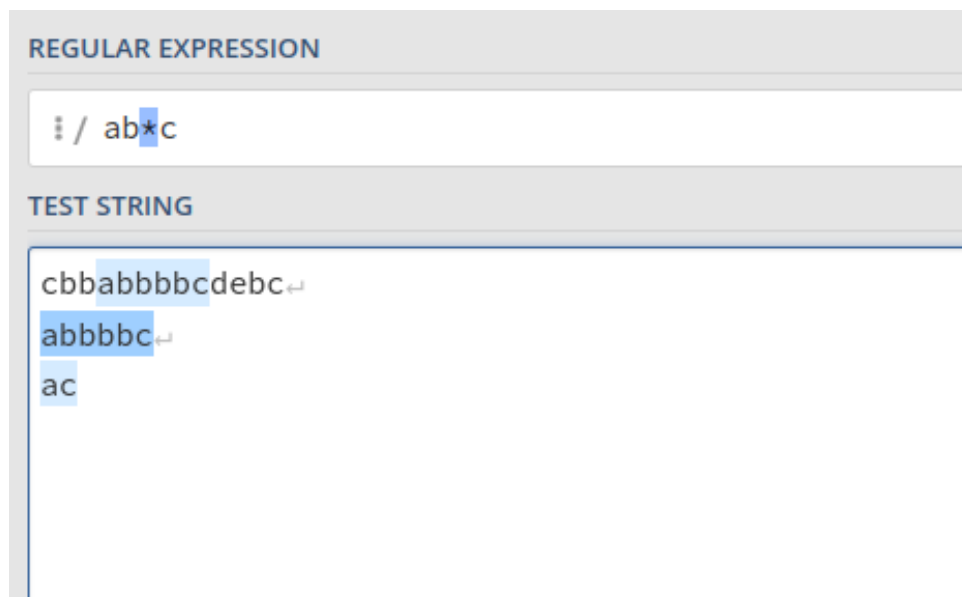 REGULAR EXPRESSION
⋮/ ab*c
TEST STRING
cbbabbbbcdebc↵
abbbbc↵
ac